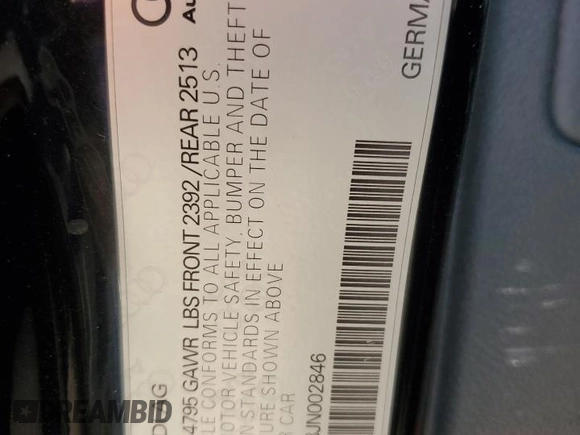 G
Au
4795 GAWR LBS FRONT 2392 / REAR 2513
LE CONFORMS TO ALL APPLICABLE U.S.
OTOR VEHICLE SAFETY, BUMPER AND THEFT
N STANDARDS IN EFFECT ON THE DATE OF
URE SHOWN ABOVE
CAR
GERMA
JN002846
DREAMBID